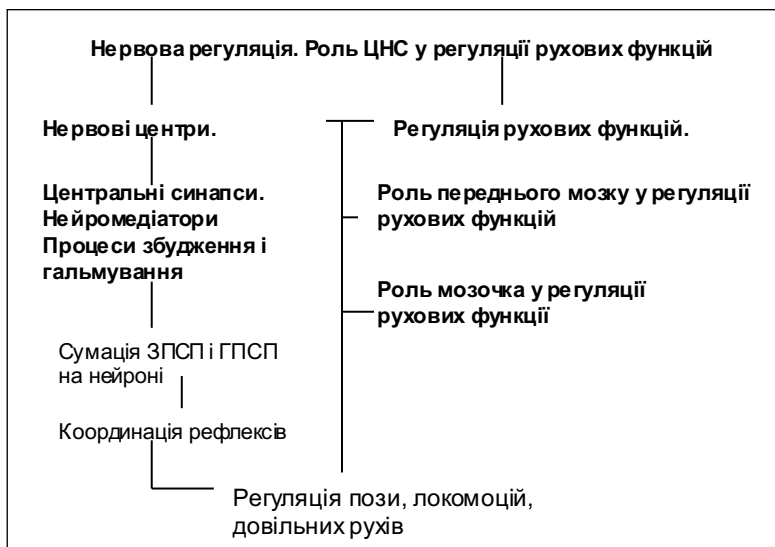 Нервова регуляція. Роль ЦНС у регуляції рухових функцій
Нервові центри.
Регуляція рухових функцій.
Центральні синапси.
Нейромедіатори
Процеси збудження і
гальмування
Роль переднього мозку у регуляції
рухових функцій
Роль мозочка у регуляції
рухових функції
Сумація ЗПСП і ГПСП
на нейроні
Координація рефлексів
Регуляція пози, локомоцій,
довільних рухів